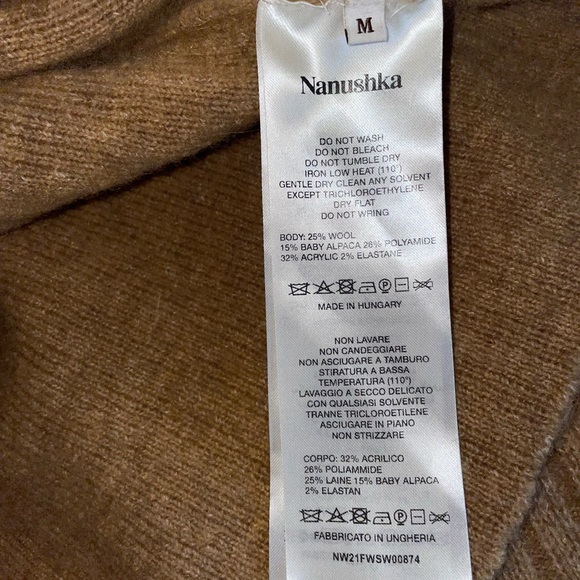 M
Nanushka
DO NOT WASH
DO NOT BLEACH
DO NOT TUMBLE DRY
IRON LOW HEAT (110°)
GENTLE DRY CLEAN ANY SOLVENT
EXCEPT TRICHLOROETHYLENE
DRY FLAT
DO NOT WRING
BODY: 25% WOOL
15% BABY ALPACA 26% POLYAMIDE
32% ACRYLIC 2% ELASTANE
MADE IN HUNGARY
NON LAVARE
NON CANDEGGIARE
NON ASCIUGARE A TAMBURO
STIRATURA A BASSA
TEMPERATURA (110°)
LAVAGGIO A SECCO DELICATO
CON QUALSIASI SOLVENTE
TRANNE TRICLOROETILENE
ASCIUGARE IN PIANO
NON STRIZZARE
CORPO: 32% ACRILICO
26% POLIAMMIDE
25% LAINE 15% BABY ALPACA
2% ELASTAN
FABBRICATO IN UNGHERIA
NW21FWSW00874